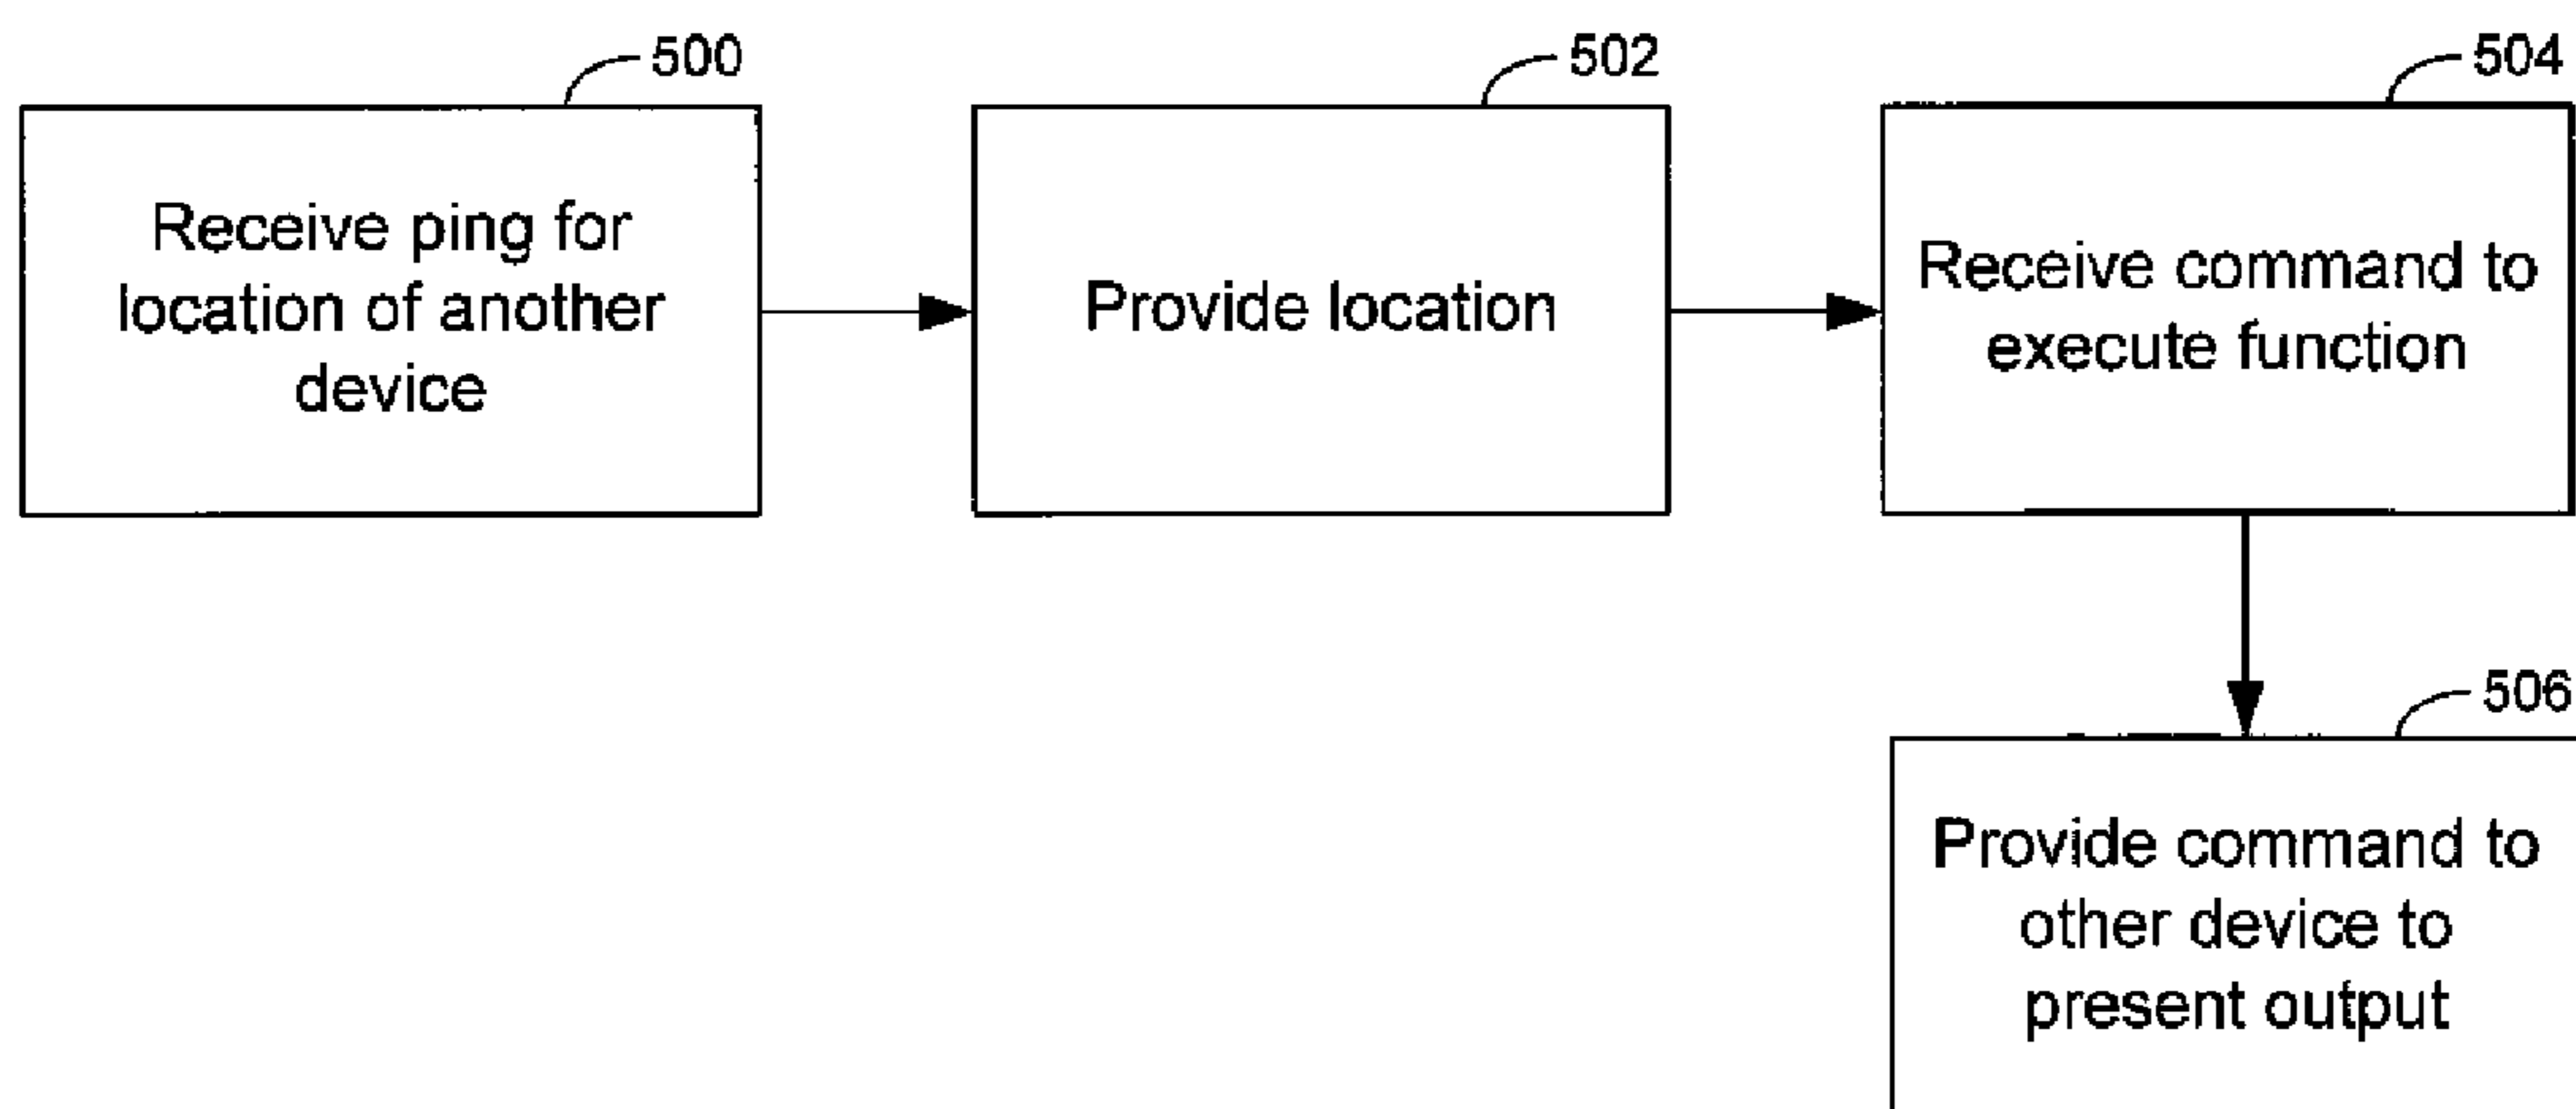 500
Receive ping for
location of another
device
502
Provide location
504
Receive command to
execute function
506
Provide command to
other device to
present output